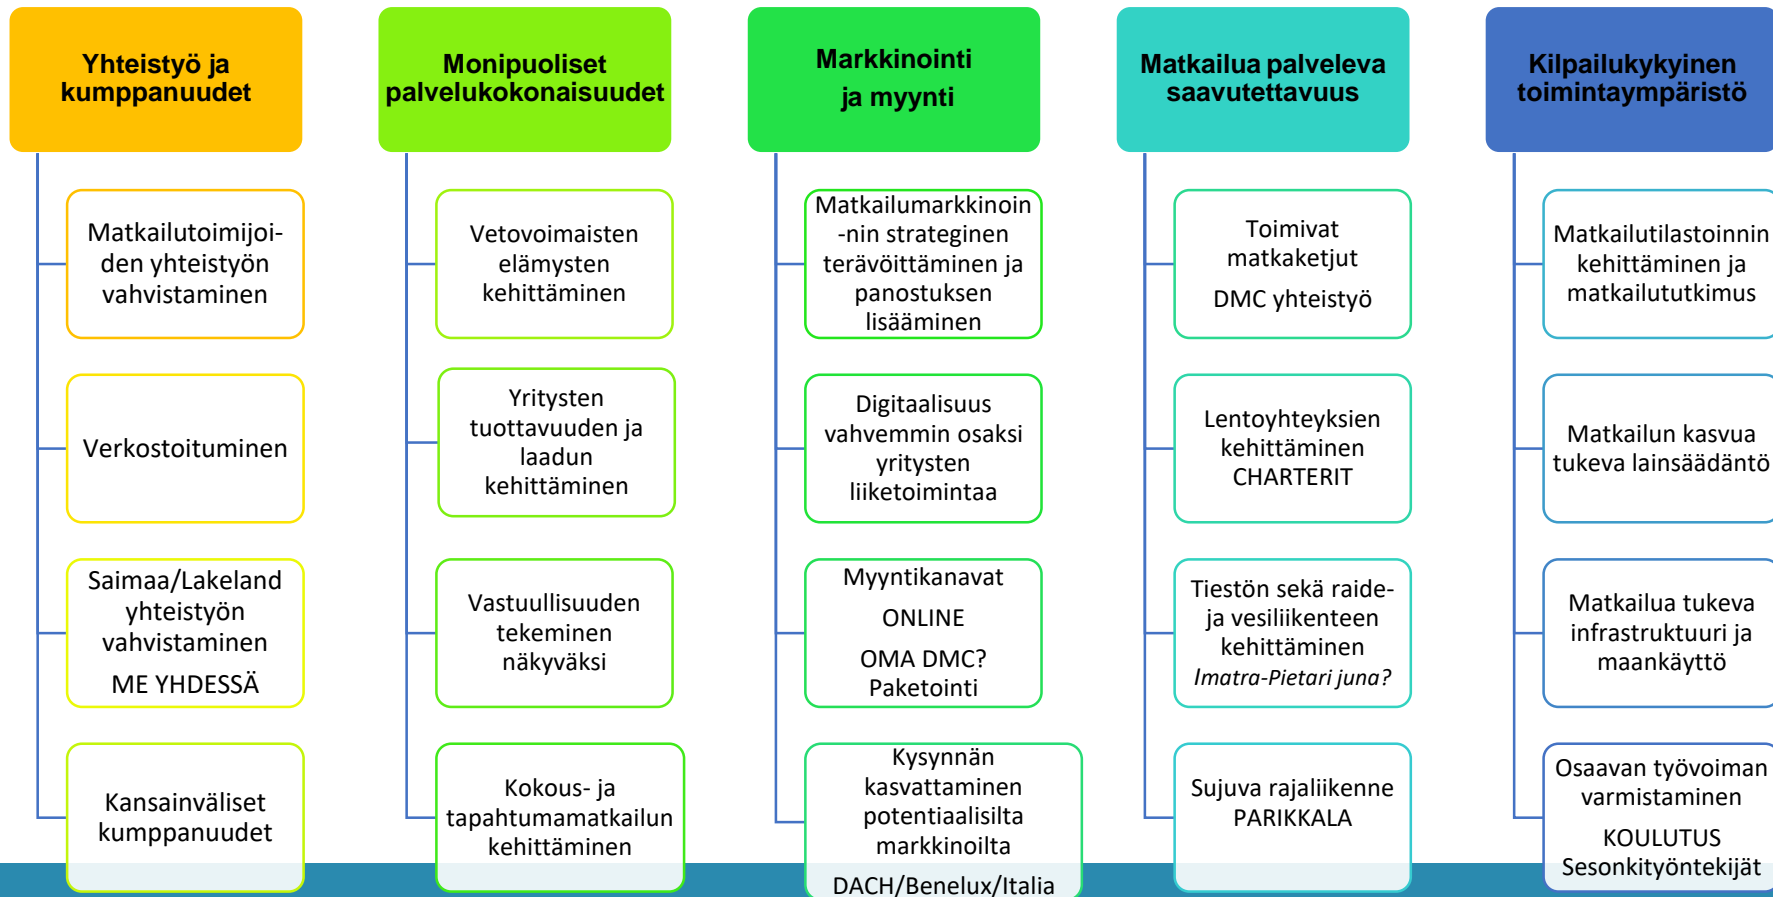 Yhteistyö ja
kumppanuudet
Matkailutoimijoi-
den yhteistyön
vahvistaminen
Verkostoituminen
Saimaa/Lakeland
yhteistyön
vahvistaminen
ME YHDESSÄ
Kansainväliset
kumppanuudet
Monipuoliset
palvelukokonaisuudet
Vetovoimaisten
elämysten
kehittäminen
Yritysten
tuottavuuden ja
laadun
kehittäminen
Vastuullisuuden
tekeminen
näkyväksi
Kokous- ja
tapahtumamatkailun
kehittäminen
Markkinointi
ja myynti
Matkailumarkkinoin
-nin strateginen
terävöittäminen ja
panostuksen
lisääminen
Digitaalisuus
vahvemmin osaksi
yritysten
liiketoimintaa
Myyntikanavat
ONLINE
OMA DMC?
Paketointi
Kysynnän
kasvattaminen
potentiaalisilta
markkinoilta
DACH/Benelux/Italia
Matkailua palveleva
saavutettavuus
Toimivat
matkaketjut
DMC yhteistyö
Lentoyhteyksien
kehittäminen
CHARTERIT
Tiestön sekä raide-
ja vesiliikenteen
kehittäminen
Imatra-Pietari juna?
Sujuva rajaliikenne
PARIKKALA
Kilpailukykyinen
toimintaympäristö
Matkailutilastoinnin
kehittäminen ja
matkailututkimus
Matkailun kasvua
tukeva lainsäädäntö
Matkailua tukeva
infrastruktuuri ja
maankäyttö
Osaavan työvoiman
varmistaminen
KOULUTUS
Sesonkityöntekijät